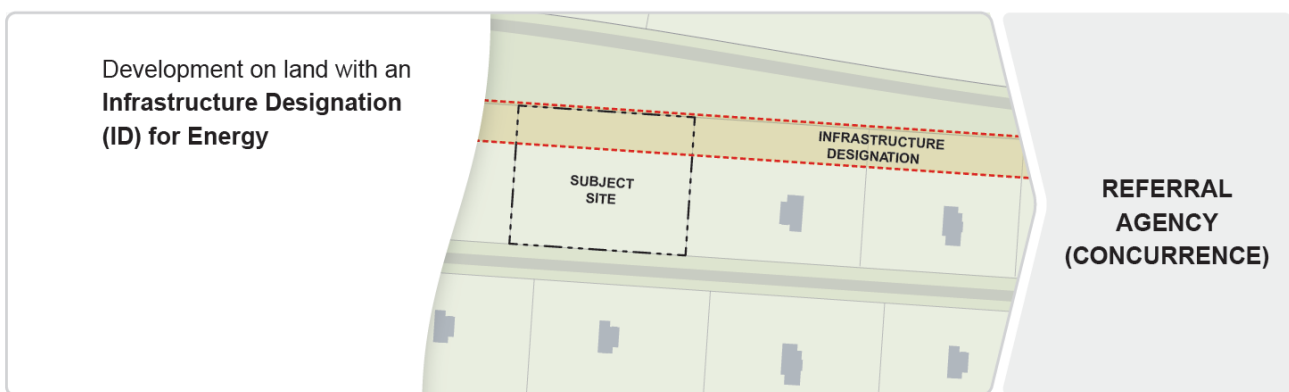 Development on land with an
Infrastructure Designation
(ID) for Energy
INFRASTRUCTURE
DESIGNATION
SUBJECT
SITE
REFERRAL
AGENCY
(CONCURRENCE)